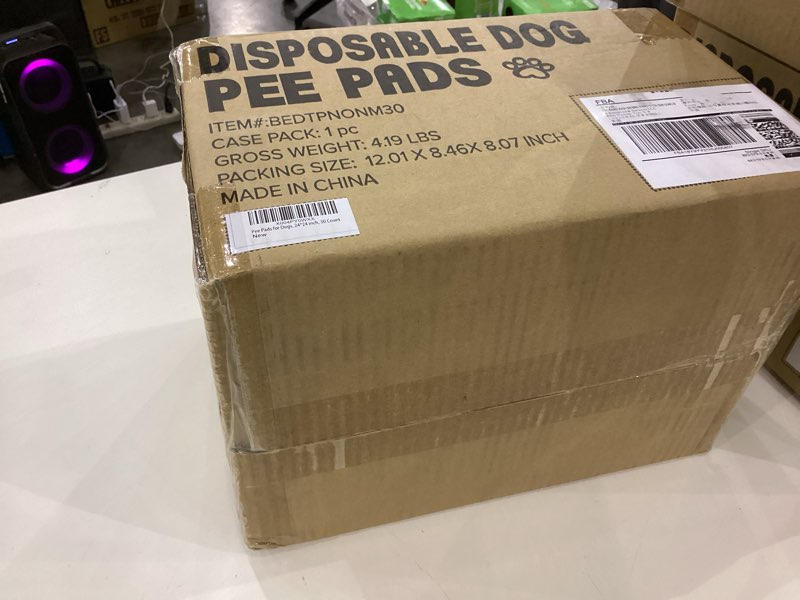 DISPOSABLE DOG
PEE PADS
ITEM#:BEDTPNONM30
CASE PACK: 1 pc
GROSS WEIGHT: 4.19 LBS
PACKING SIZE: 12.01 X 8.46X 8.07 INCH
MADE IN CHINA
Pee Pads for Dogs, 24*24 inch, 30 Count
New
FBA